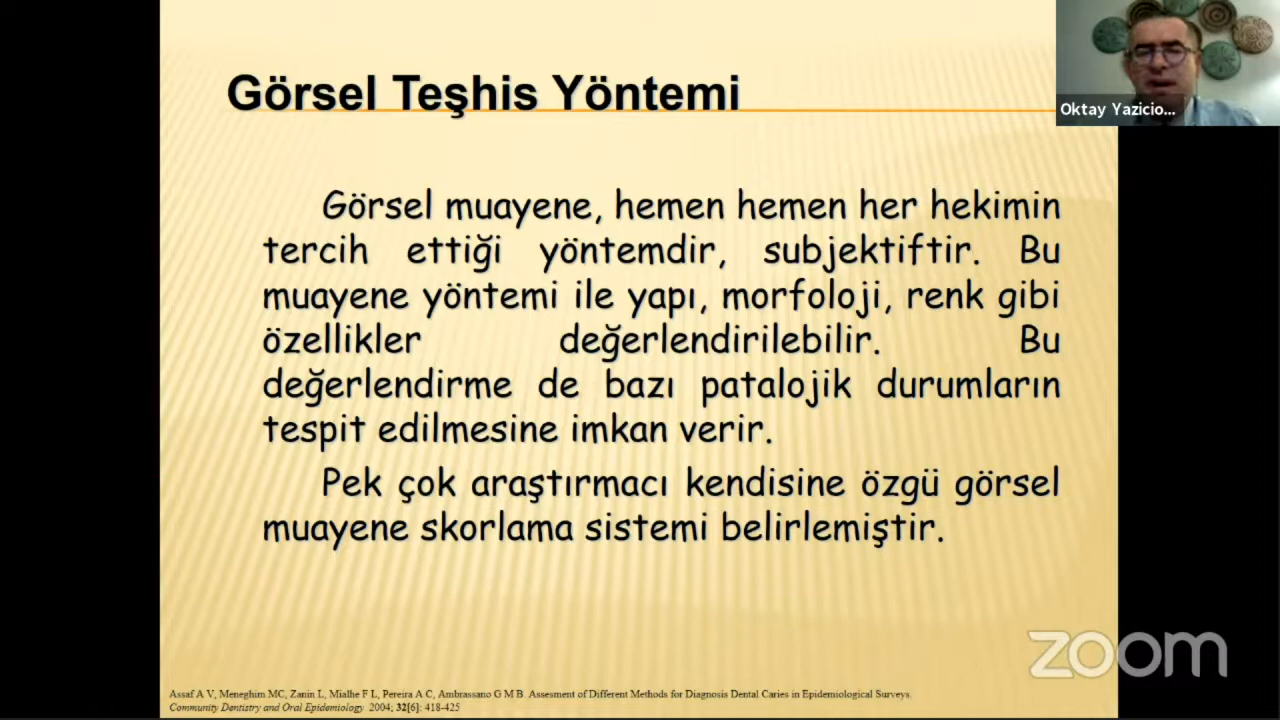 Görsel Teşhis Yöntemi
Oktay Yazicio...
Görsel muayene, hemen hemen her hekimin
tercih ettiği yöntemdir, subjektiftir. Bu
muayene yöntemi ile yapı, morfoloji, renk gibi
özellikler değerlendirilebilir. Bu
değerlendirme de bazı patalojik durumların
tespit edilmesine imkan verir.
Pek çok araştırmacı kendisine özgü görsel
muayene skorlama sistemi belirlemiştir.
zoom
Assaf A V, Meneghim MC, Zanin L, Mialhe F L, Pereira A C, Ambrassano G M B. Assesment of Different Methods for Diagnosis Dental Caries in Epidemiological Surveys.
Community Dentistry and Oral Epidemiology 2004; 32[6]: 418-425